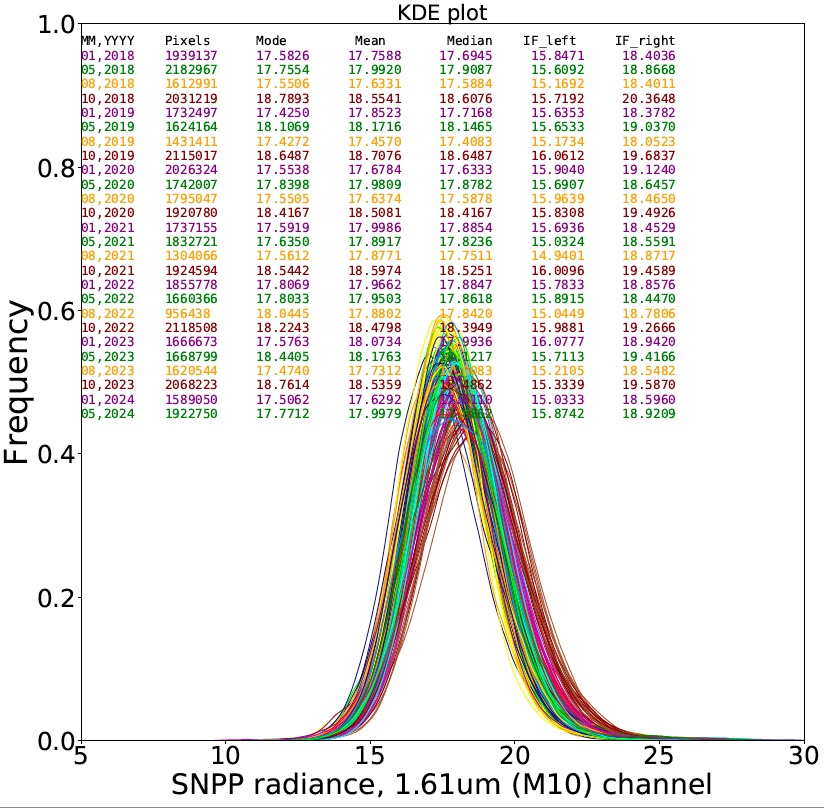 KDE plot
MM,YYYY Pixels Mode Mean Median IF_left IF_right
01,2018 1939137 17.5826 17.7588 17.6945 15.8471 18.4036
05,2018 2182967 17.7554 17.9920 17.9087 15.6092 18.8668
08,2018 1612991 17.5506 17.6331 17.5884 15.1692 18.4011
10,2018 2031219 18.7893 18.5541 18.6076 15.7192 20.3648
01,2019 1732497 17.4250 17.8523 17.7168 15.6353 18.3782
05,2019 1624164 18.1069 18.1716 18.1465 15.6533 19.0370
08,2019 1431411 17.4272 17.4570 17.4083 15.1734 18.0523
10,2019 2115017 18.6487 18.7076 18.6487 16.0612 19.6837
01,2020 2026324 17.5538 17.6784 17.6333 15.9040 19.1240
05,2020 1742007 17.8398 17.9809 17.8782 15.6907 18.6457
08,2020 1795047 17.5505 17.6374 17.5878 15.9639 18.4650
10,2020 1920780 18.4167 18.5081 18.4167 15.8308 19.4926
01,2021 1737155 17.5919 17.9986 17.8854 15.6936 18.4529
05,2021 1832721 17.6350 17.8917 17.8236 15.0324 18.5591
08,2021 1304066 17.5612 17.8771 17.7511 14.9401 18.8717
10,2021 1924594 18.5442 18.5974 18.5251 16.0096 19.4589
01,2022 1855778 17.8069 17.9662 17.8847 15.7833 18.8576
05,2022 1660366 17.8033 17.9503 17.8618 15.8915 18.4470
08,2022 956438 18.0445 17.8802 17.8420 15.0449 18.7806
10,2022 2118508 18.2243 18.4798 18.3949 15.9881 19.2666
01,2023 1666673 17.5763 18.0734 16.0777 18.9420
05,2023 1668799 18.4405 18.1763 15.7113 19.4166
08,2023 1620544 17.4740 17.7312 15.2105 18.5482
10,2023 2068223 18.7614 18.5359 15.3339 19.5870
01,2024 1589050 17.5062 17.6292 15.0333 18.5960
05,2024 1922750 17.7712 17.9979 15.8742 18.9209
1.0
0.8
0.6
0.4
0.2
0.0
Frequency
5 10 15 20 25 30
SNPP radiance, 1.61um (M10) channel